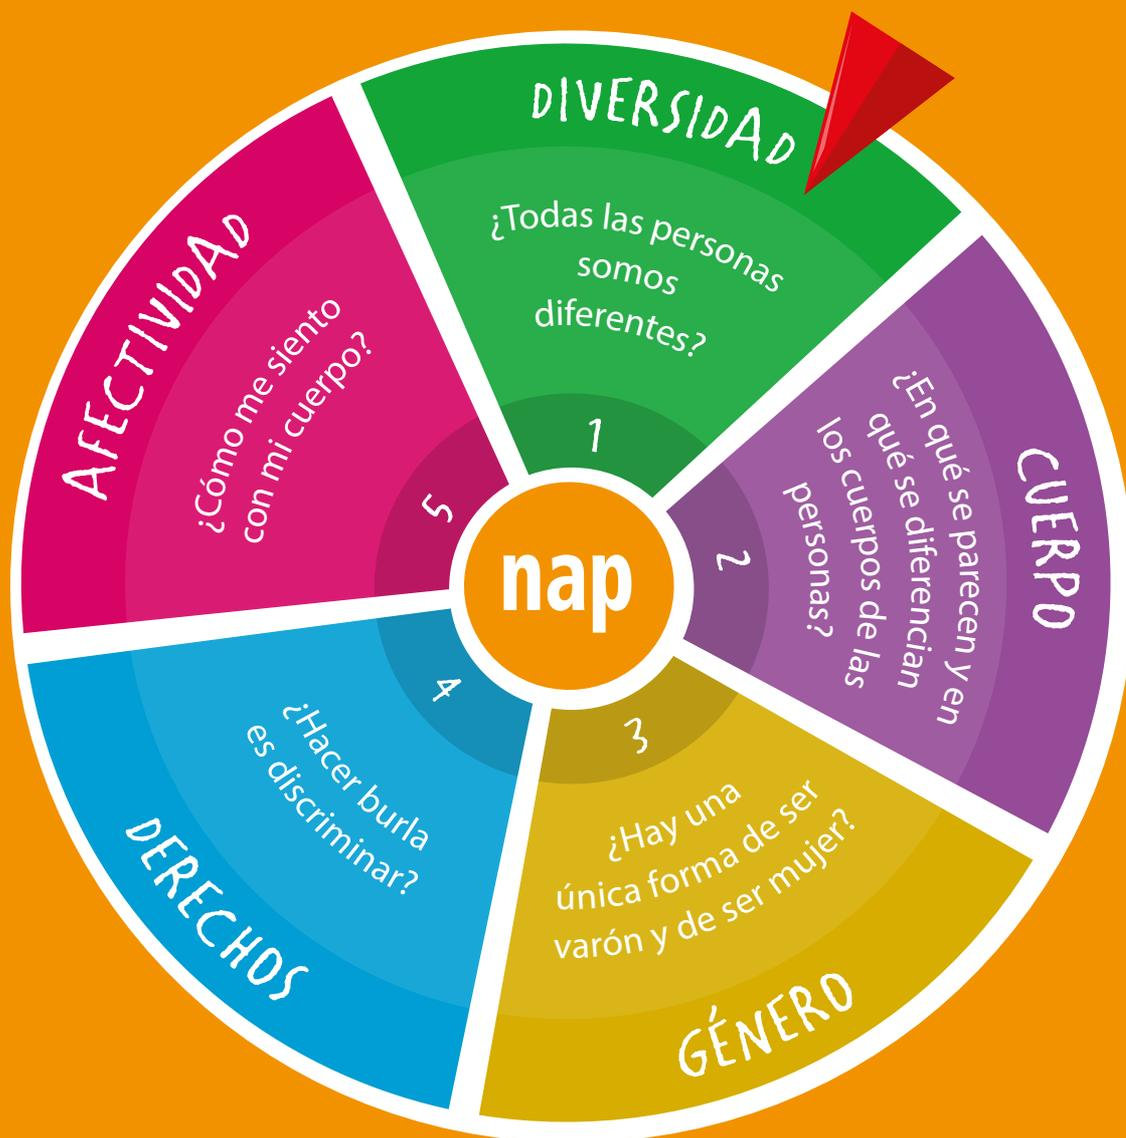 DIVERSIDAD
¿Todas las personas
somos
diferentes?
1
CUERPO
¿En qué se parecen y en
qué se diferencian
los cuerpos de las
personas?
2
GÉNERO
¿Hay una
única forma de ser
varón y de ser mujer?
3
DERECHOS
¿Hacer burla
es discriminar?
4
AFECTIVIDAD
¿Cómo me siento
con mi cuerpo?
5
nap